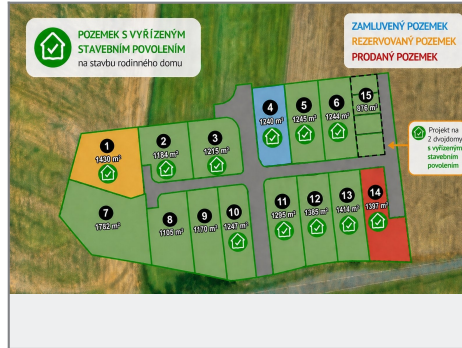 POZEMEK S VYŘÍZENÝM
STAVEBNÍM POVOLENÍM
na stavbu rodinného domu
ZAMLUVENÝ POZEMEK
REZERVOVANÝ POZEMEK
PRODANÝ POZEMEK
1
1430 m²
2
1184 m²
3
1215 m²
4
1240 m²
5
1245 m²
6
1244 m²
15
876 m²
Projekt na
2 dvojdomy
s vyřízeným
stavebním
povolením
7
1782 m²
8
1105 m²
9
1170 m²
10
1247 m²
11
1295 m²
12
1385 m²
13
1414 m²
14
1397 m²